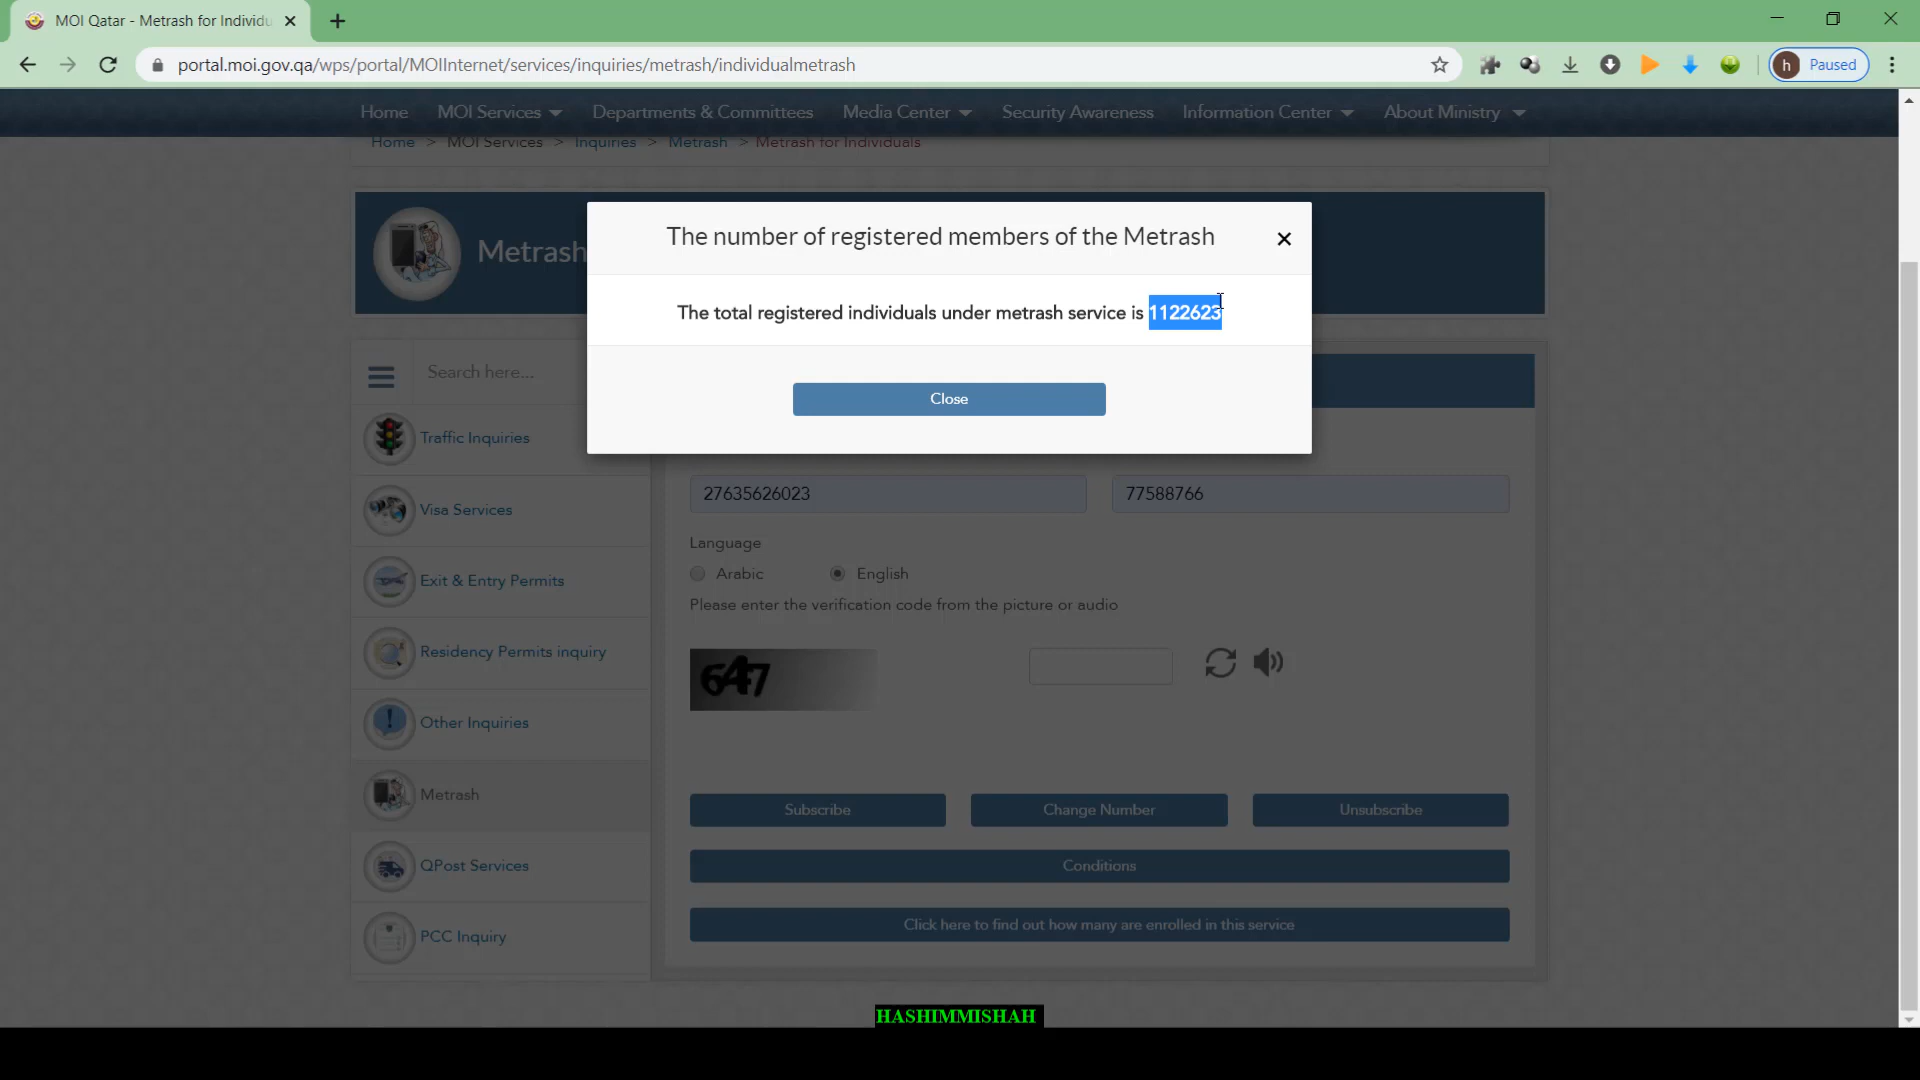 MOI Qatar - Metrash for Individu
portal.moi.gov.qa/wps/portal/MOIInternet/services/inquiries/metrash/individualmetrash
h Paused
Home MOI Services Departments & Committees Media Center Security Awareness Information Center About Ministry
Home > MOI Services > Inquiries > Metrash > Metrash for Individuals
Metrash
The number of registered members of the Metrash
The total registered individuals under metrash service is 1122623
Close
Search here...
Traffic Inquiries
Visa Services
Exit & Entry Permits
Residency Permits inquiry
Other Inquiries
Metrash
QPost Services
PCC Inquiry
27635626023 77588766
Language
Arabic English
Please enter the verification code from the picture or audio
647
Subscribe Change Number Unsubscribe
Conditions
Click here to find out how many are enrolled in this service
HASHIMMISHAH